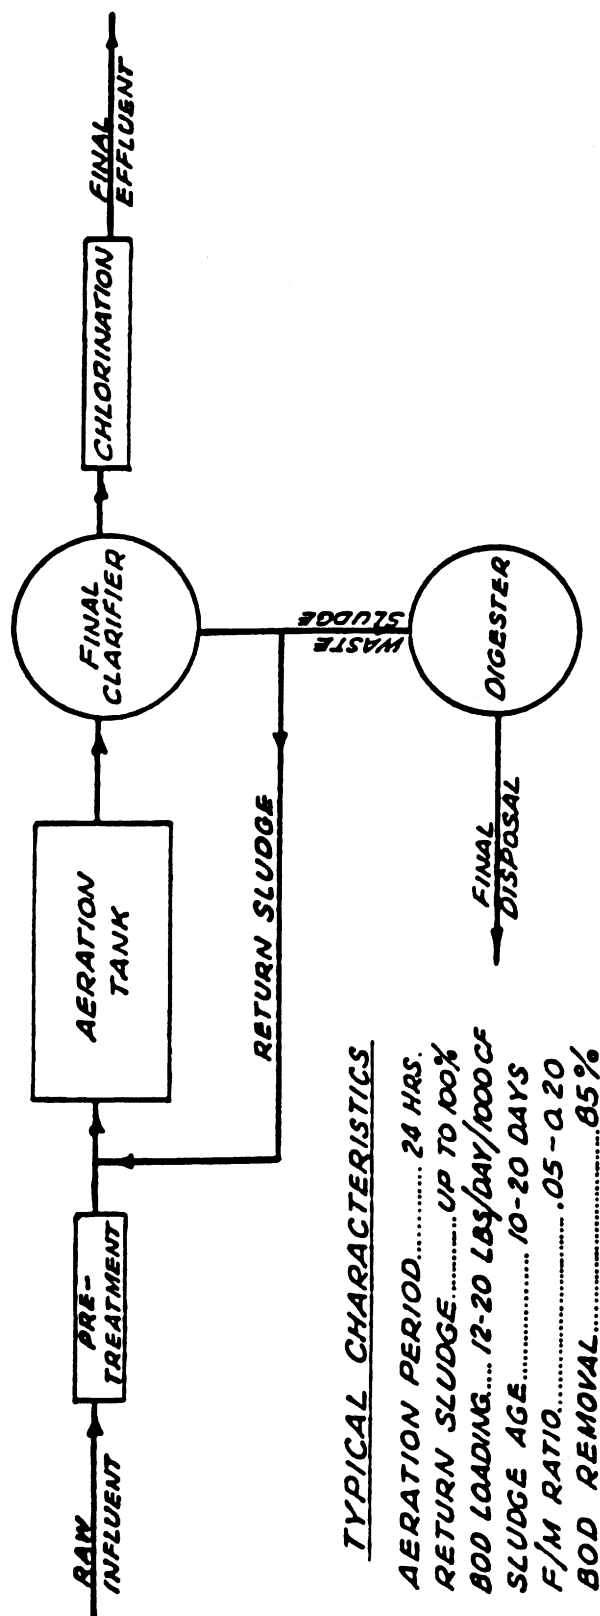 RAW
INFLUENT
PRE-
TREATMENT
AERATION
TANK
FINAL
CLARIFIER
CHLORINATION
FINAL
EFFLUENT
RETURN SLUDGE
WASTE
SLUDGE
DIGESTER
FINAL
DISPOSAL
TYPICAL CHARACTERISTICS
AERATION PERIOD.......... 24 HRS.
RETURN SLUDGE..........UP TO 100%
BOD LOADING.... 12-20 LBS/DAY/1000 CF
SLUDGE AGE.............. 10-20 DAYS
F/M RATIO................... .05-0.20
BOD REMOVAL...................85%